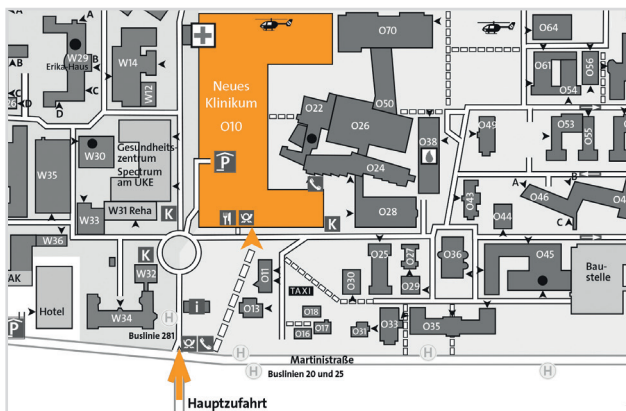 A
W29
Erika-Haus
B
B
C
C
D
D
W14
W12
O70
O64
O61
O56
O54
Neues
Klinikum
O10
O22
O50
O26
O24
O28
O38
O49
O53
O55
W35
W30
Gesundheits-
zentrum
Spectrum
am UKE
P
W33
W31 Reha
K
K
O43
A
B
O46
C
O44
W36
K
AK
W32
O11
O25
O27
O36
O45
Bau-
stelle
Hotel
W34
i
O13
TAXI
O30
O29
P
H
Buslinie 281
O18
O16
O17
O31
O33
O35
H
H
Martinistraße
H
Buslinien 20 und 25
H
Hauptzufahrt